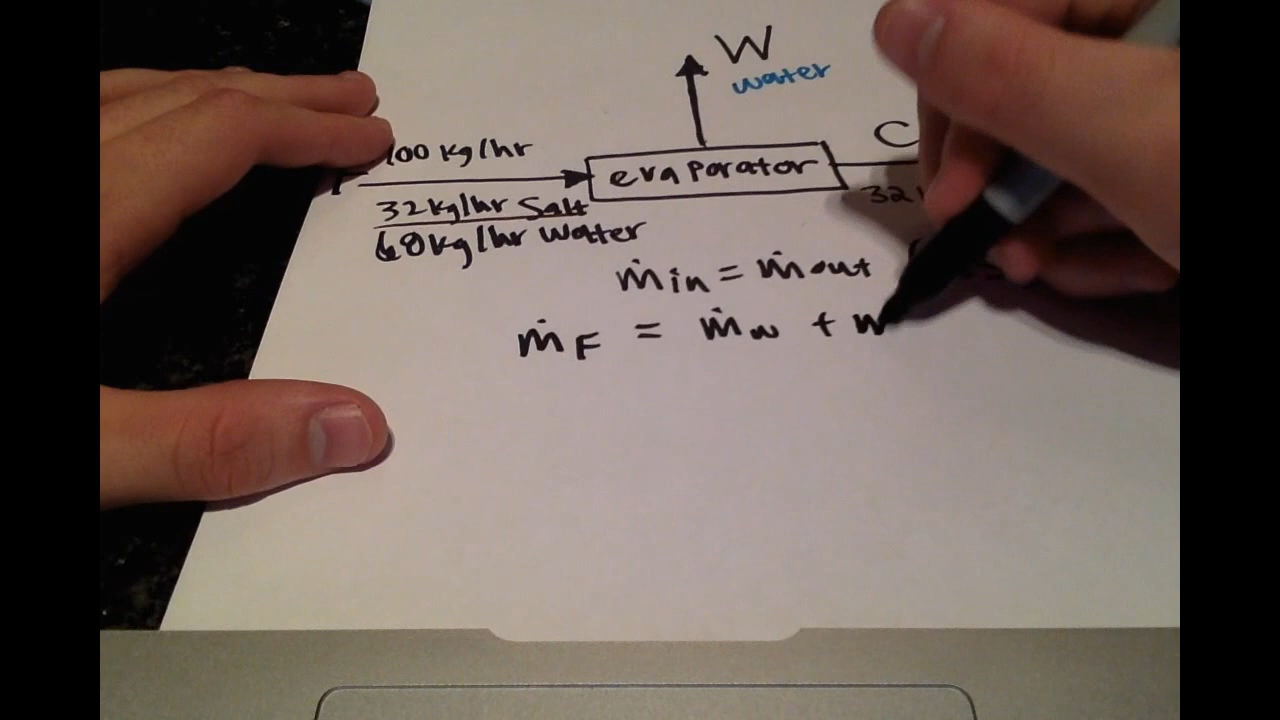 W
water
100 kg/hr
evaporator
C
F
32 kg/hr Salt
32
68 kg/hr Water
ṁin = ṁout
ṁF = ṁw +